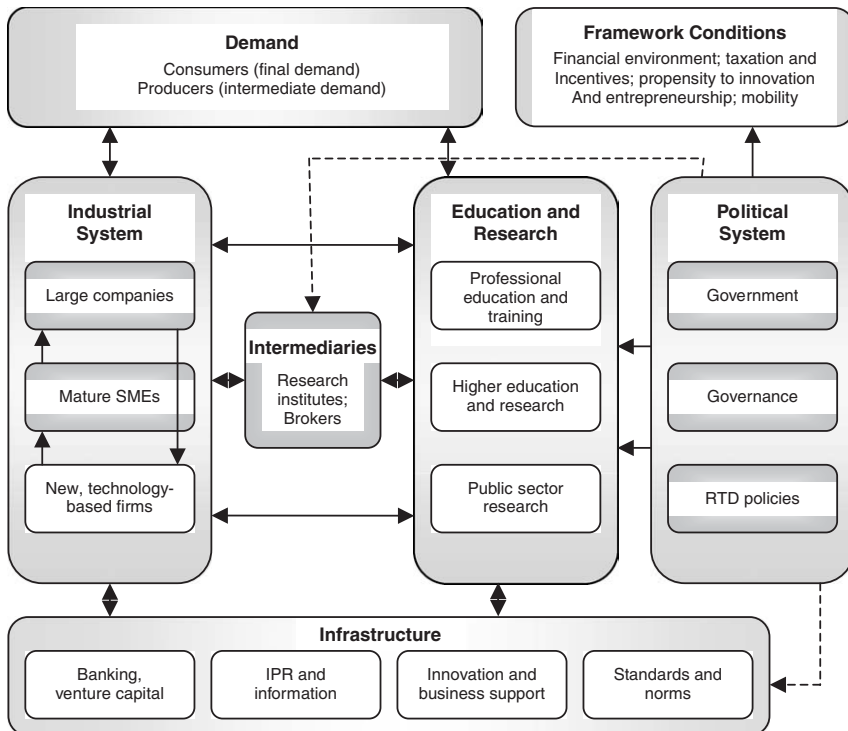 Demand
Consumers (final demand)
Producers (intermediate demand)
Framework Conditions
Financial environment; taxation and
Incentives; propensity to innovation
And entrepreneurship; mobility
Industrial
System
Large companies
Mature SMEs
New, technology-
based firms
Intermediaries
Research
institutes;
Brokers
Education and
Research
Professional
education and
training
Higher education
and research
Public sector
research
Political
System
Government
Governance
RTD policies
Infrastructure
Banking,
venture capital
IPR and
information
Innovation and
business support
Standards and
norms